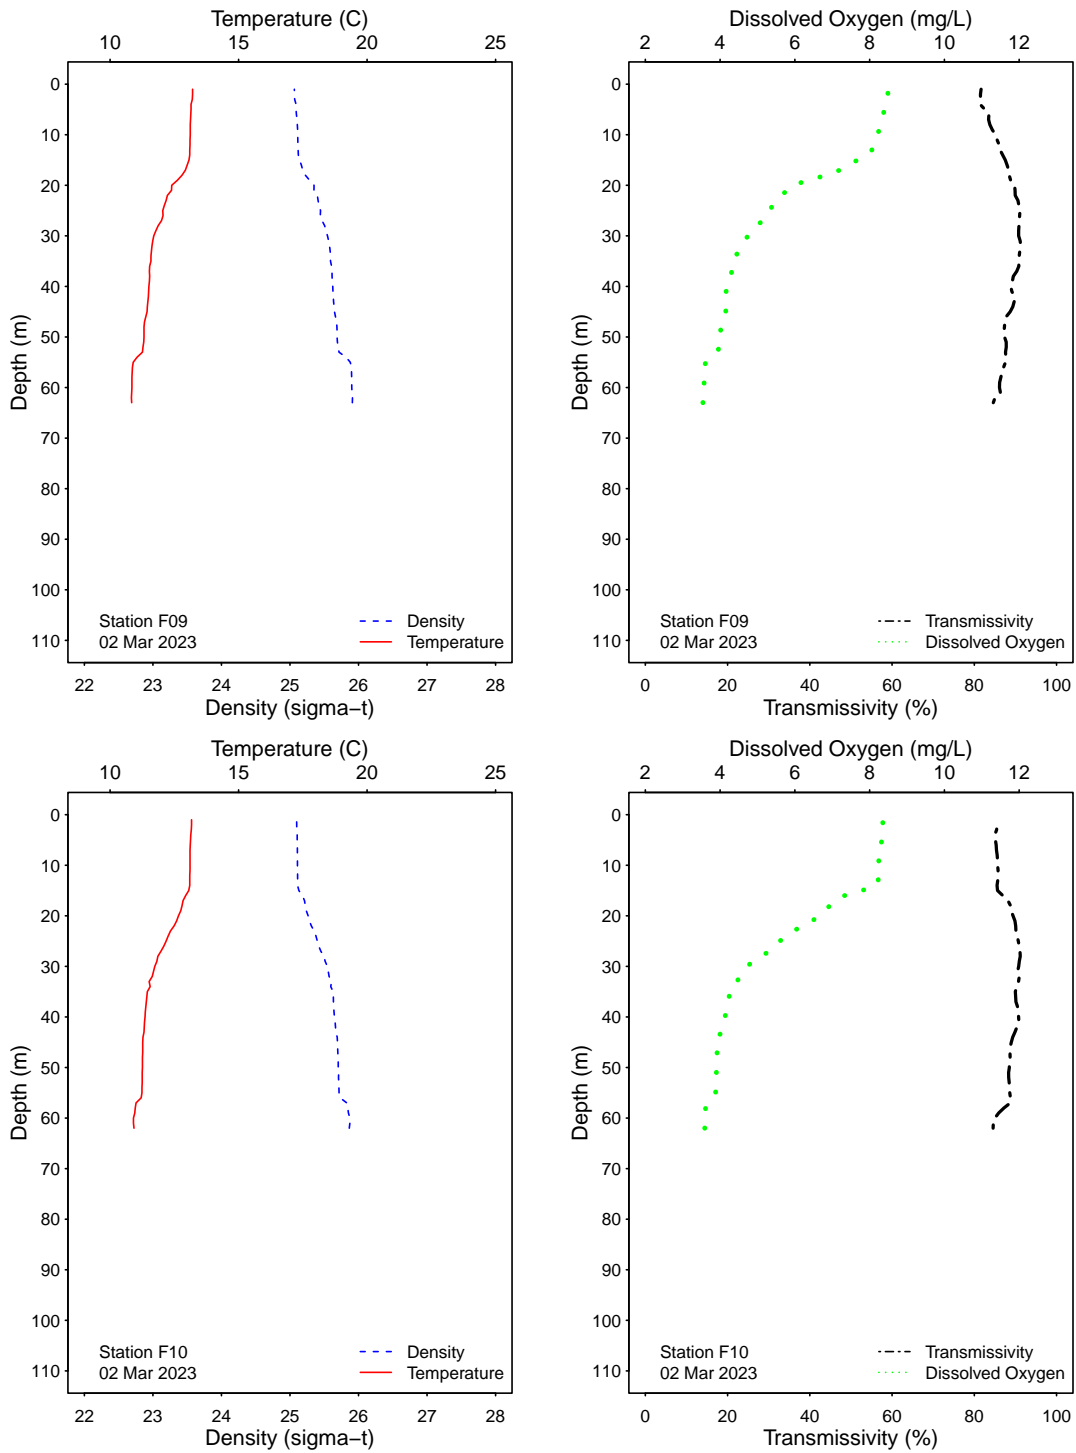 Temperature (C)
10 15 20 25
0
10
20
30
40
50
60
70
80
90
100
110
Depth (m)
Station F09
02 Mar 2023
Density
Temperature
22 23 24 25 26 27 28
Density (sigma−t)
Dissolved Oxygen (mg/L)
2 4 6 8 10 12
0
10
20
30
40
50
60
70
80
90
100
110
Depth (m)
Station F09
02 Mar 2023
Transmissivity
Dissolved Oxygen
0 20 40 60 80 100
Transmissivity (%)
Temperature (C)
10 15 20 25
0
10
20
30
40
50
60
70
80
90
100
110
Depth (m)
Station F10
02 Mar 2023
Density
Temperature
22 23 24 25 26 27 28
Density (sigma−t)
Dissolved Oxygen (mg/L)
2 4 6 8 10 12
0
10
20
30
40
50
60
70
80
90
100
110
Depth (m)
Station F10
02 Mar 2023
Transmissivity
Dissolved Oxygen
0 20 40 60 80 100
Transmissivity (%)